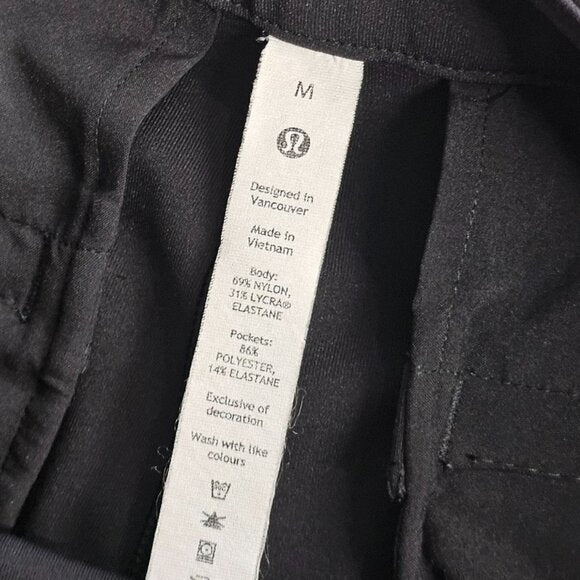 M
Designed in
Vancouver
Made in
Vietnam
Body:
69% NYLON,
31% LYCRA®
ELASTANE
Pockets:
86%
POLYESTER,
14% ELASTANE
Exclusive of
decoration
Wash with like
colours